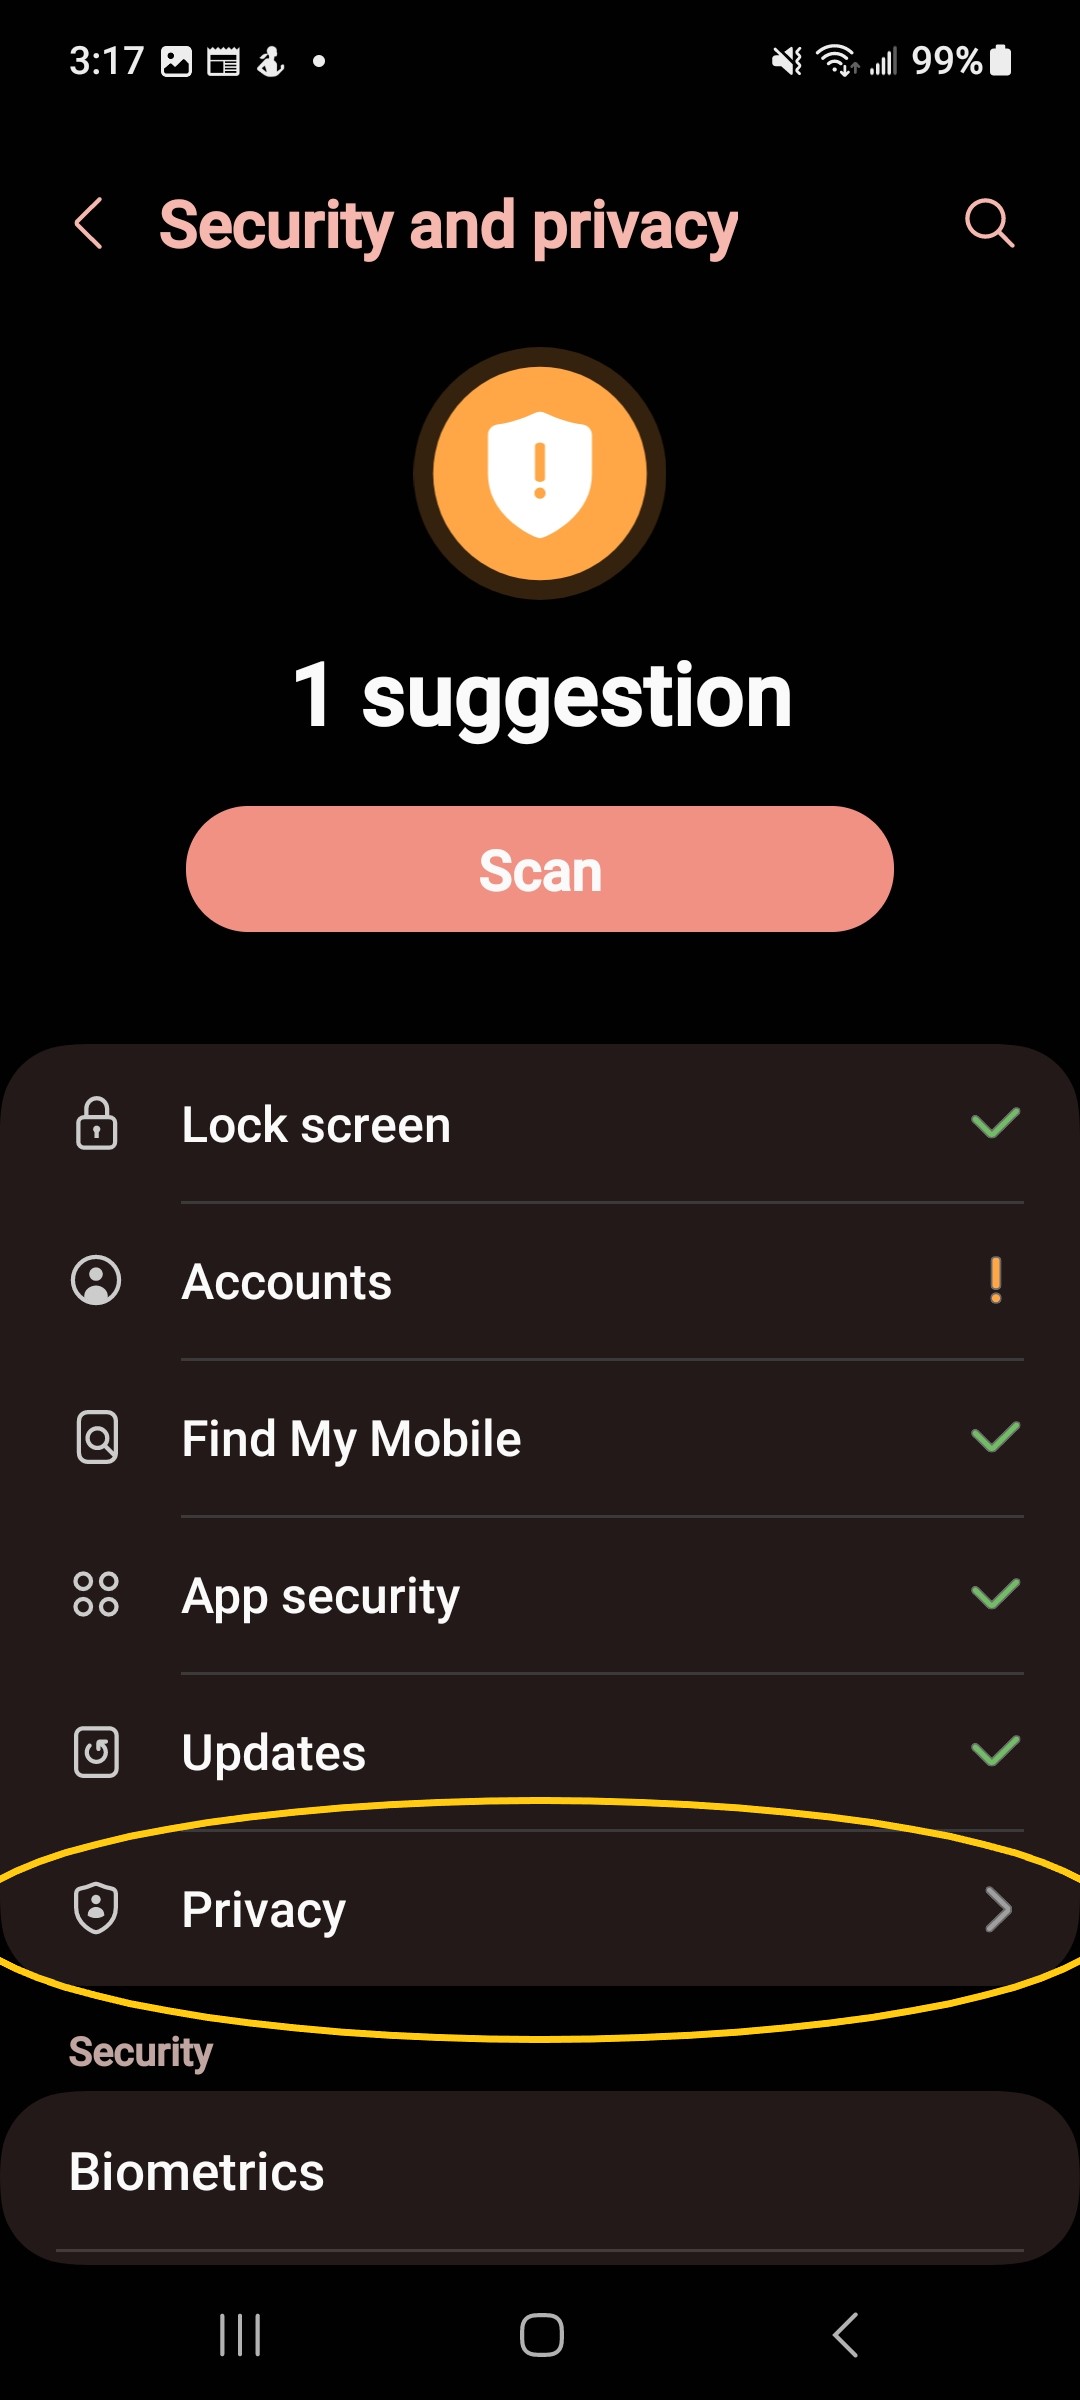 3:17 99%
Security and privacy
1 suggestion
Scan
Lock screen
Accounts
Find My Mobile
App security
Updates
Privacy
Security
Biometrics